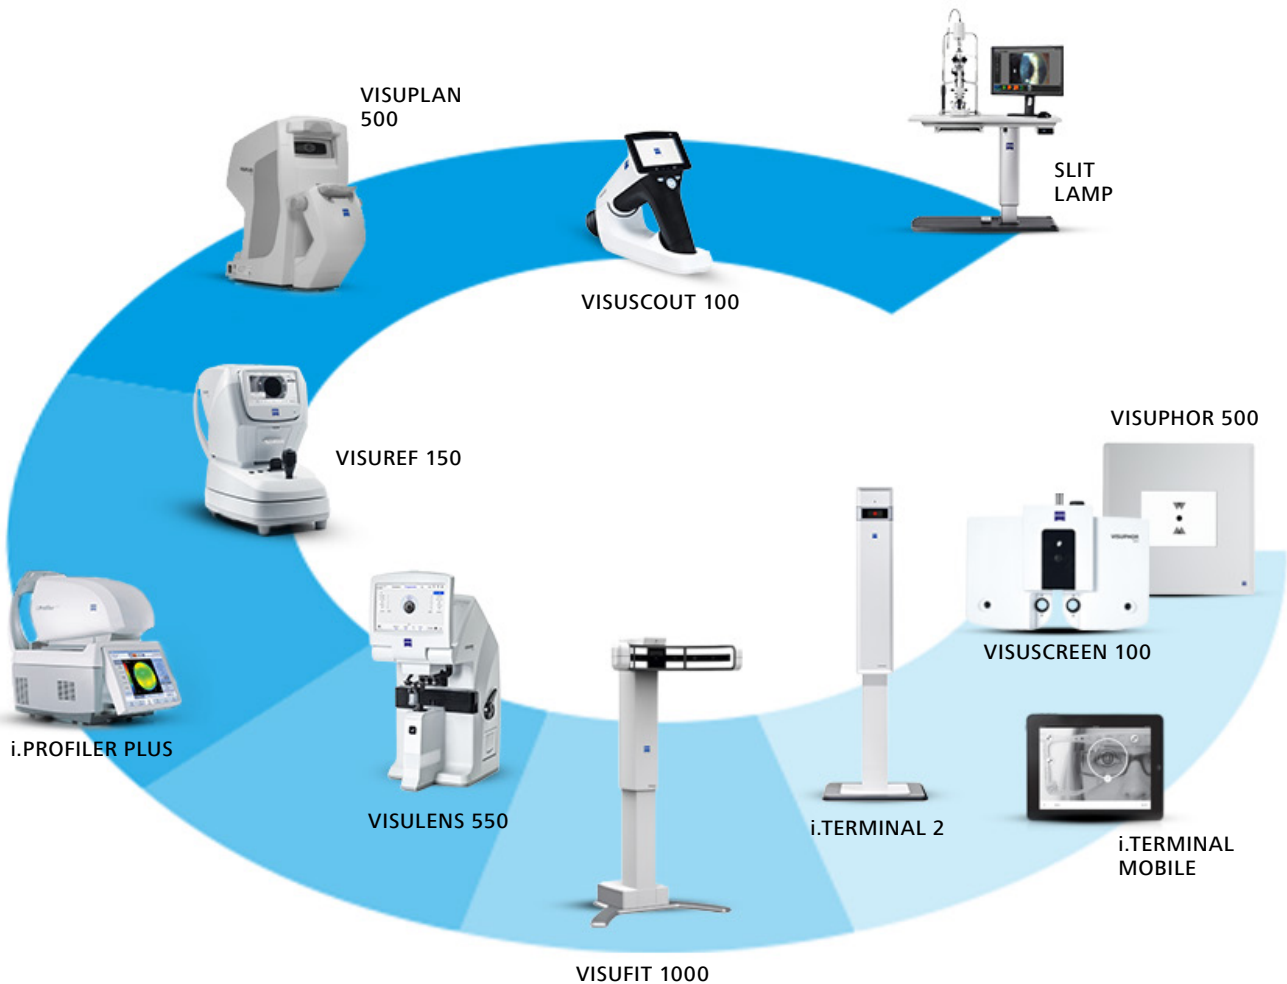 VISUPLAN
500
SLIT
LAMP
VISUSCOUT 100
VISUPHOR 500
VISUREF 150
VISUPHOR
VISUSCREEN 100
i.PROFILER PLUS
VISULENS 550
i.TERMINAL 2
i.TERMINAL
MOBILE
VISUFIT 1000